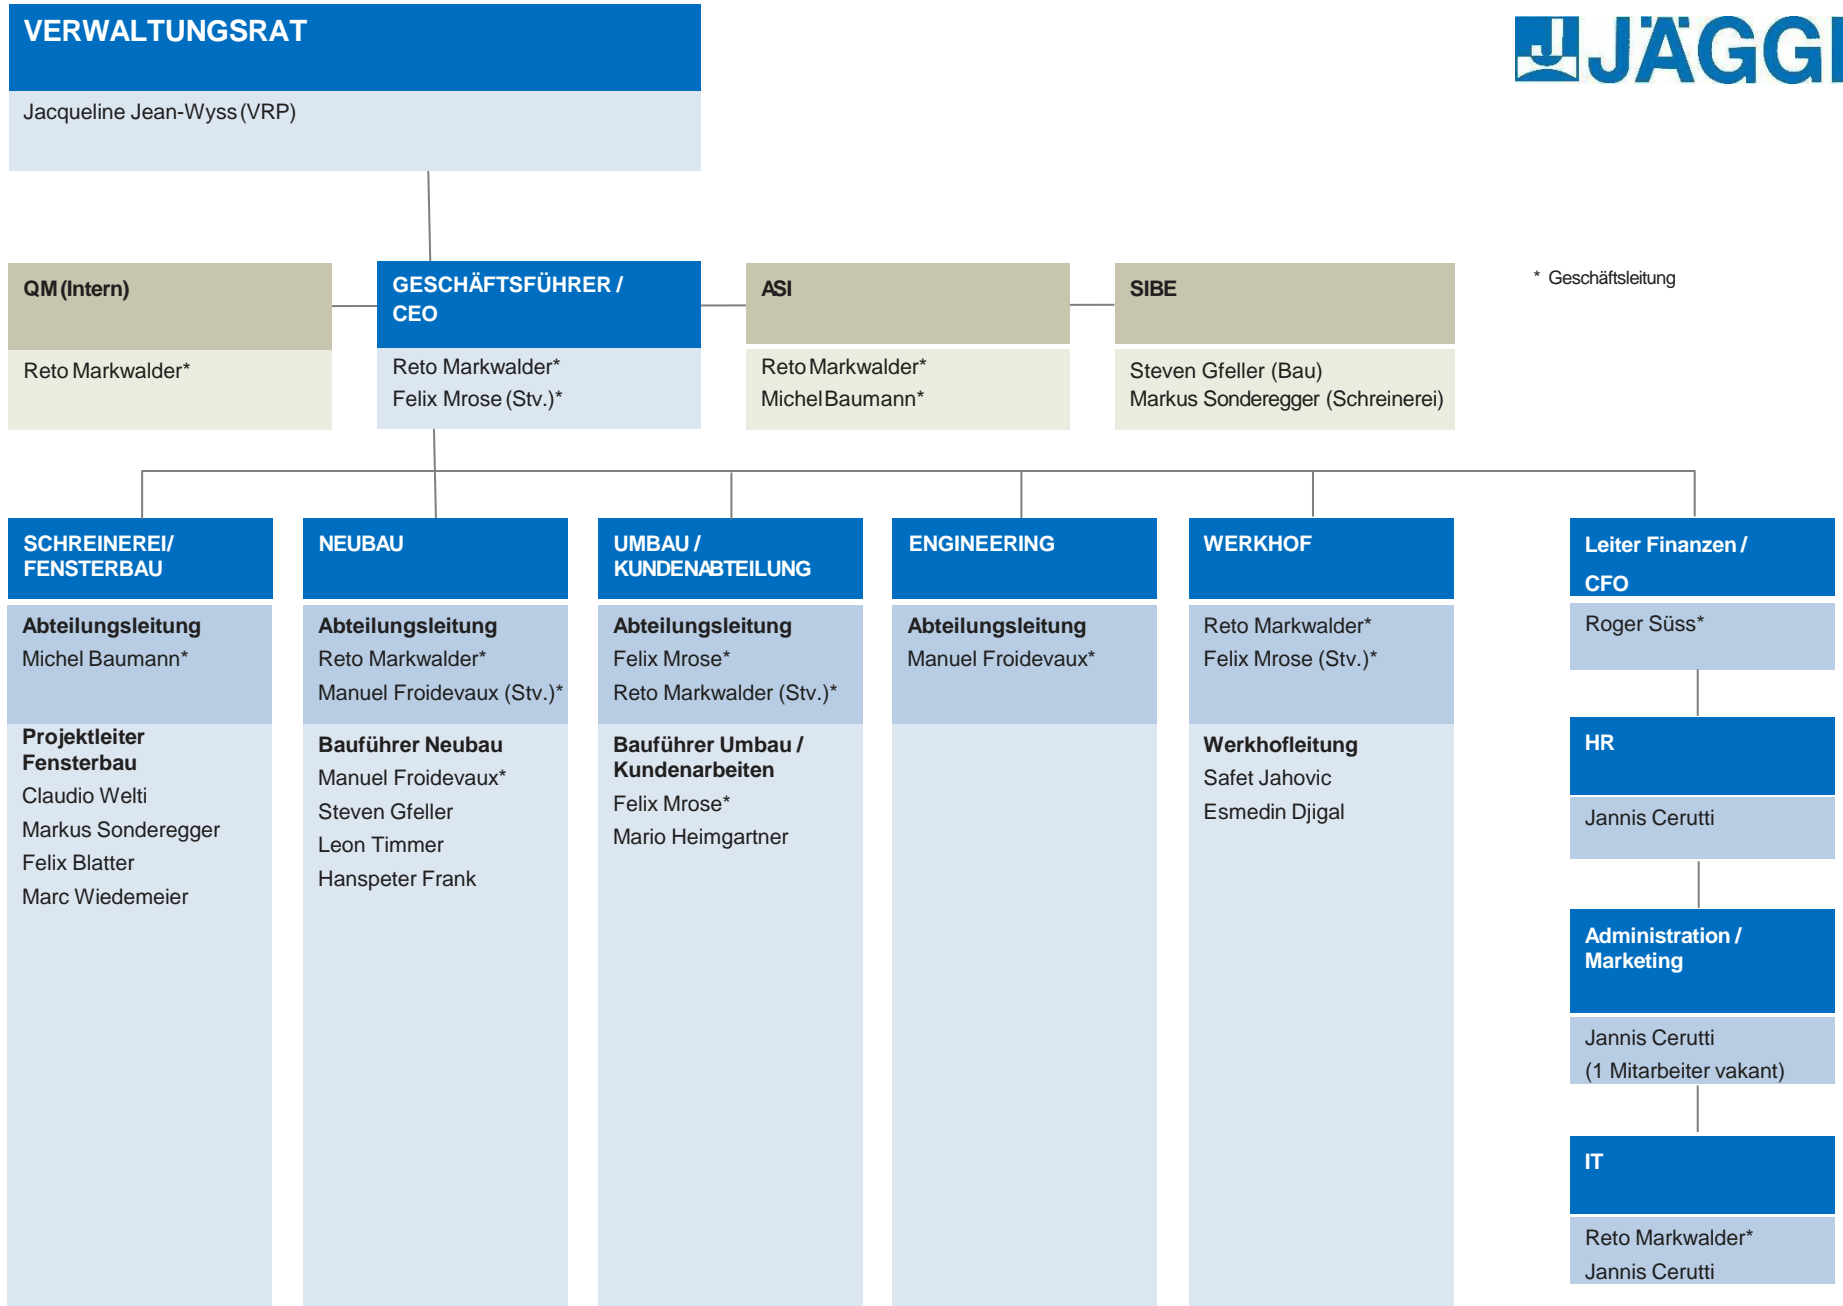 VERWALTUNGSRAT
JÄGGI
Jacqueline Jean-Wyss (VRP)
QM (Intern)
Reto Markwalder*
GESCHÄFTSFÜHRER /
CEO
Reto Markwalder*
Felix Mrose (Stv.)*
ASI
Reto Markwalder*
Michel Baumann*
SIBE
Steven Gfeller (Bau)
Markus Sonderegger (Schreinerei)
* Geschäftsleitung
SCHREINEREI/
FENSTERBAU
Abteilungsleitung
Michel Baumann*
Projektleiter
Fensterbau
Claudio Welti
Markus Sonderegger
Felix Blatter
Marc Wiedemeier
NEUBAU
Abteilungsleitung
Reto Markwalder*
Manuel Froidevaux (Stv.)*
Bauführer Neubau
Manuel Froidevaux*
Steven Gfeller
Leon Timmer
Hanspeter Frank
UMBAU /
KUNDENABTEILUNG
Abteilungsleitung
Felix Mrose*
Reto Markwalder (Stv.)*
Bauführer Umbau /
Kundenarbeiten
Felix Mrose*
Mario Heimgartner
ENGINEERING
Abteilungsleitung
Manuel Froidevaux*
WERKHOF
Reto Markwalder*
Felix Mrose (Stv.)*
Werkhofleitung
Safet Jahovic
Esmedin Djigal
Leiter Finanzen /
CFO
Roger Süss*
HR
Jannis Cerutti
Administration /
Marketing
Jannis Cerutti
(1 Mitarbeiter vakant)
IT
Reto Markwalder*
Jannis Cerutti